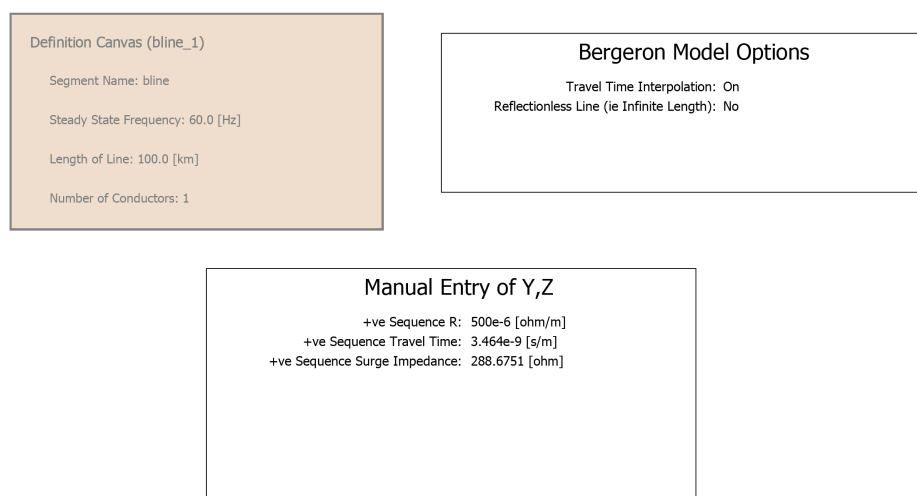 Definition Canvas (bline_1)
Segment Name: bline
Steady State Frequency: 60.0 [Hz]
Length of Line: 100.0 [km]
Number of Conductors: 1
Bergeron Model Options
Travel Time Interpolation: On
Reflectionless Line (ie Infinite Length): No
Manual Entry of Y,Z
+ve Sequence R: 500e-6 [ohm/m]
+ve Sequence Travel Time: 3.464e-9 [s/m]
+ve Sequence Surge Impedance: 288.6751 [ohm]